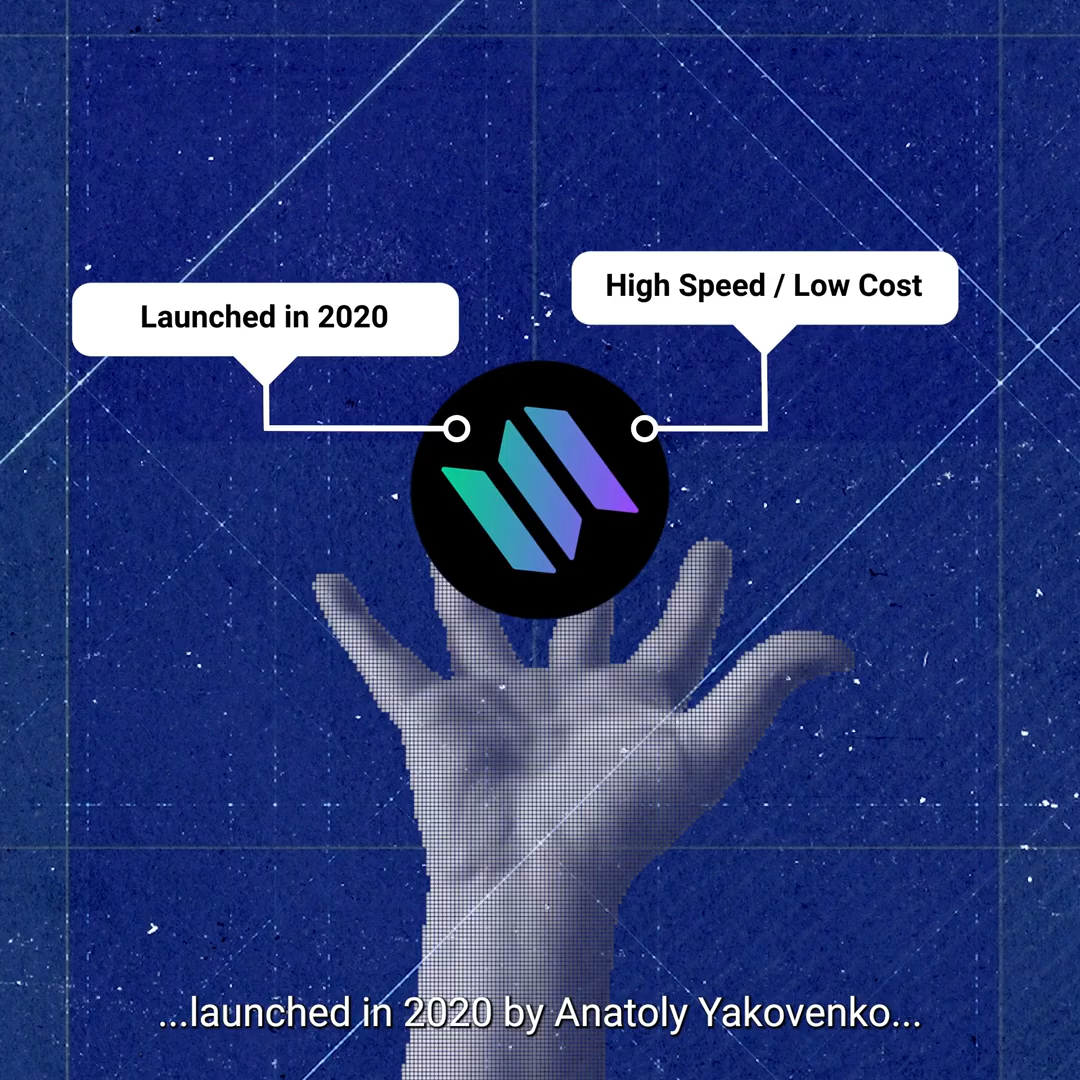 Launched in 2020
High Speed / Low Cost
...launched in 2020 by Anatoly Yakovenko...